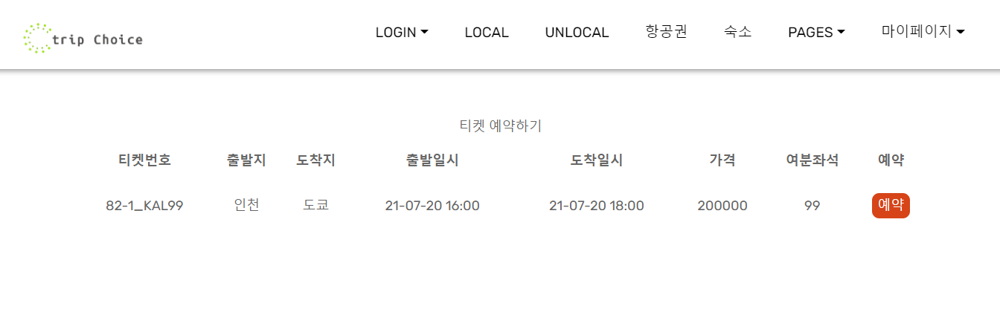 trip Choice LOGIN LOCAL UNLOCAL 항공권 숙소 PAGES 마이페이지
티켓 예약하기
티켓번호 출발지 도착지 출발일시 도착일시 가격 여분좌석 예약
82-1_KAL99 인천 도쿄 21-07-20 16:00 21-07-20 18:00 200000 99 예약